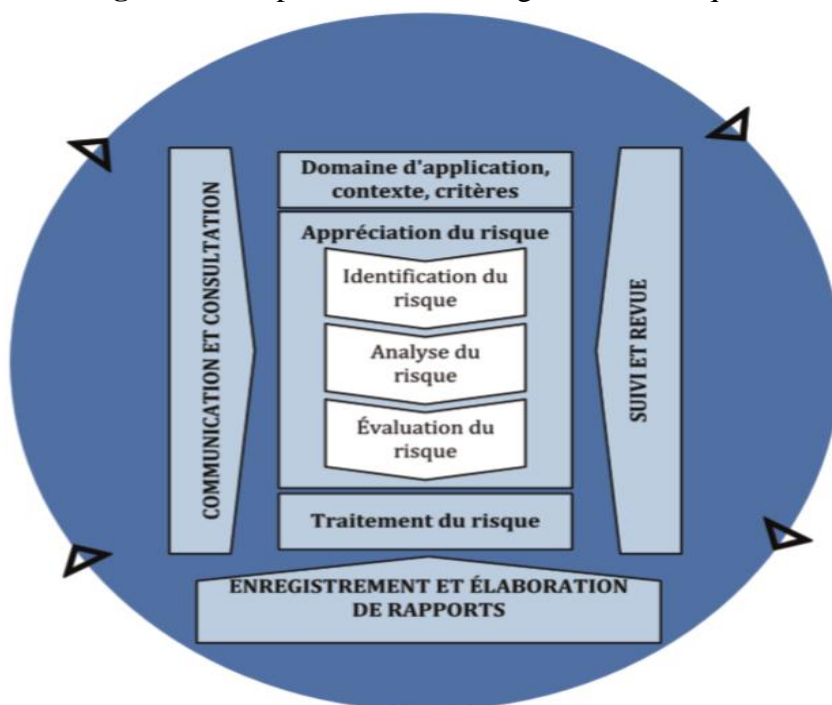 Domaine d'application,
contexte, critères
Appréciation du risque
Identification du
risque
Analyse du
risque
Évaluation du
risque
Traitement du risque
COMMUNICATION ET CONSULTATION
SUIVI ET REVUE
ENREGISTREMENT ET ÉLABORATION
DE RAPPORTS